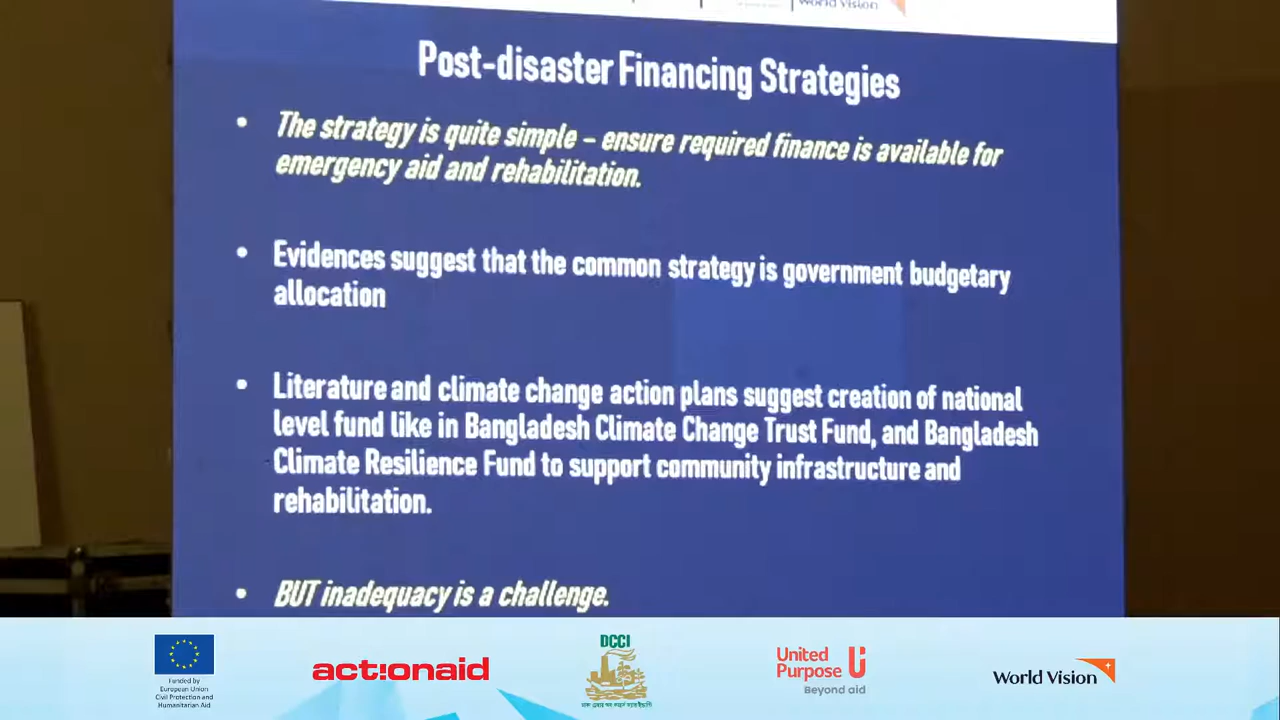 World Vision
Post-disaster Financing Strategies
• The strategy is quite simple – ensure required finance is available for
emergency aid and rehabilitation.
• Evidences suggest that the common strategy is government budgetary
allocation
• Literature and climate change action plans suggest creation of national
level fund like in Bangladesh Climate Change Trust Fund, and Bangladesh
Climate Resilience Fund to support community infrastructure and
rehabilitation.
• BUT inadequacy is a challenge.
Funded by
European Union
Civil Protection and
Humanitarian Aid
act!onaid
DCCI
United
Purpose
Beyond aid
World Vision